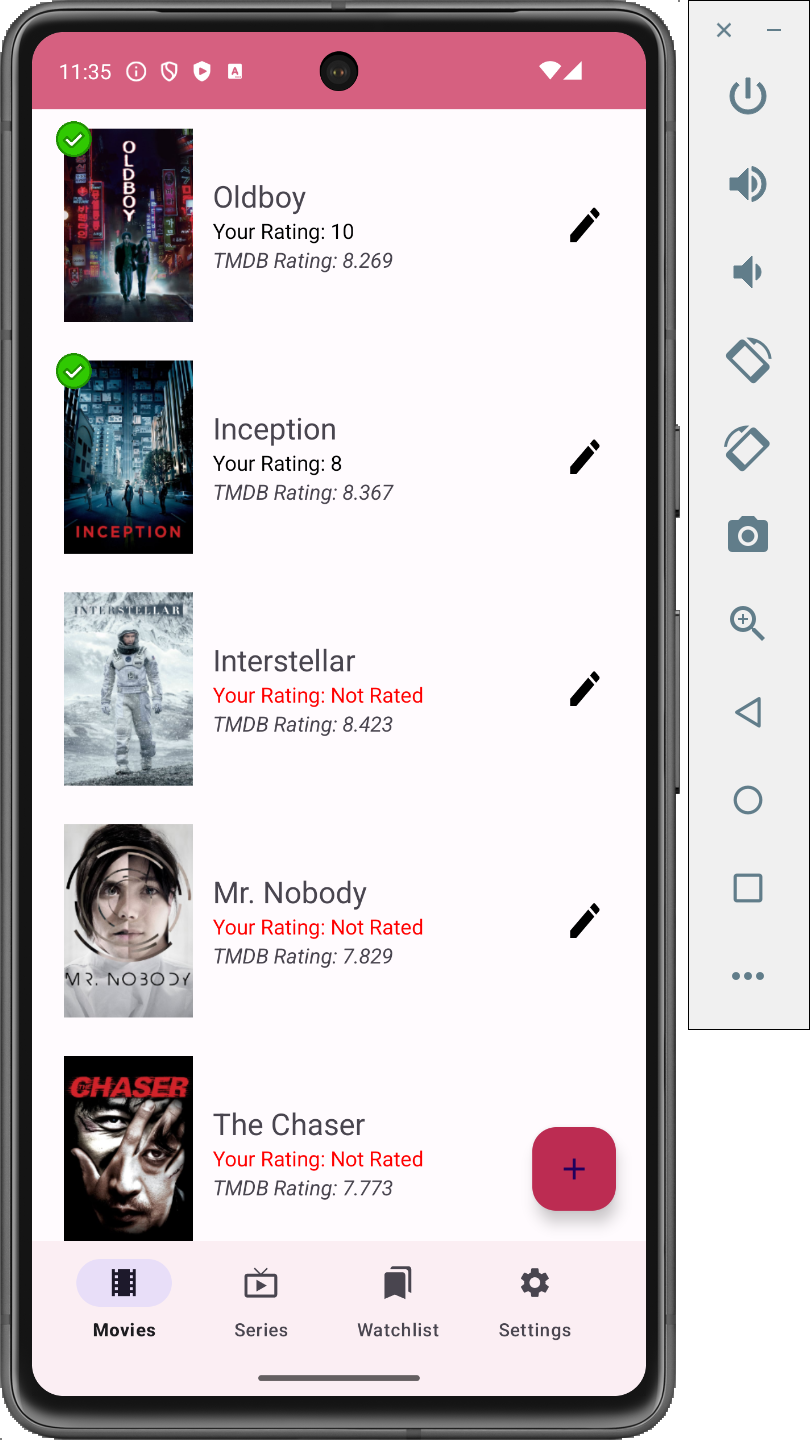 11:35
OLDBOY
Oldboy
Your Rating: 10
TMDB Rating: 8.269
INCEPTION
Inception
Your Rating: 8
TMDB Rating: 8.367
INTERSTELLAR
Interstellar
Your Rating: Not Rated
TMDB Rating: 8.423
MR. NOBODY
Mr. Nobody
Your Rating: Not Rated
TMDB Rating: 7.829
THE CHASER
The Chaser
Your Rating: Not Rated
TMDB Rating: 7.773
Movies
Series
Watchlist
Settings